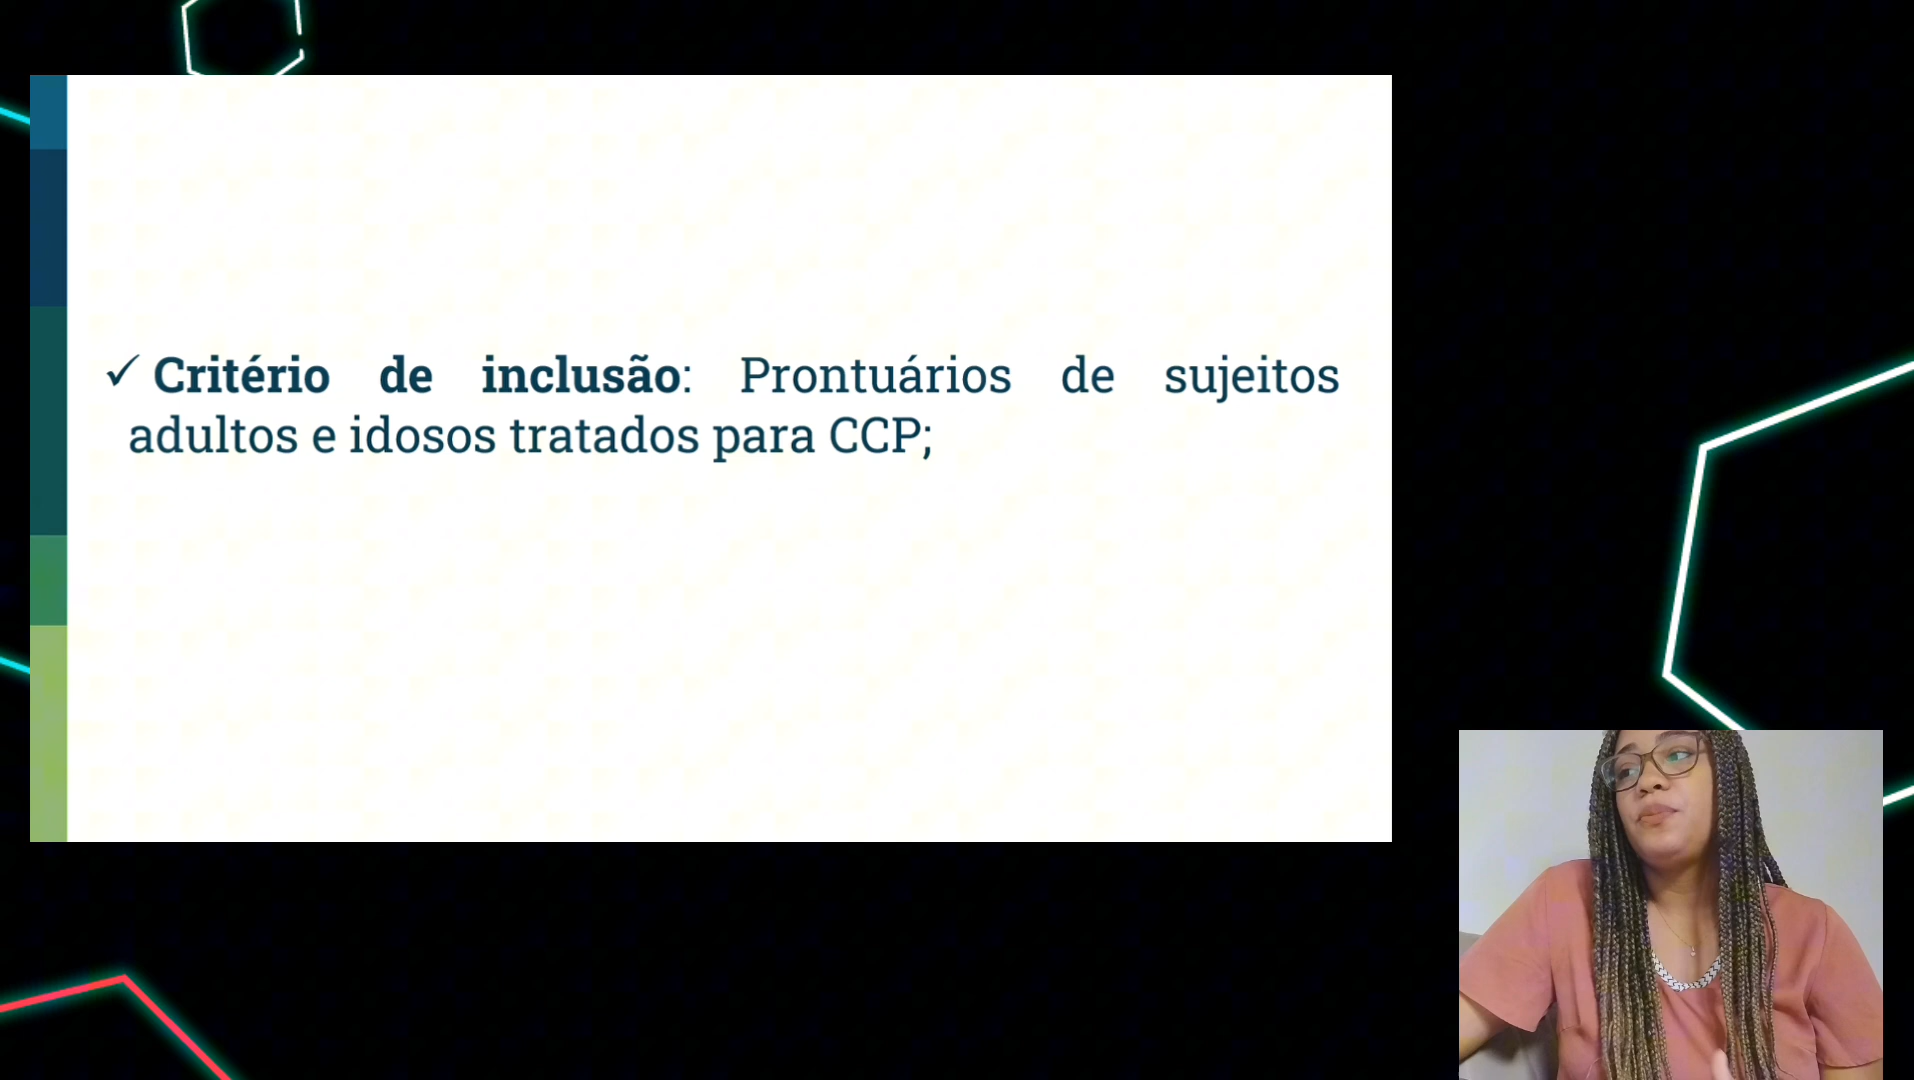 ✓ Critério de inclusão: Prontuários de sujeitos
adultos e idosos tratados para CCP;